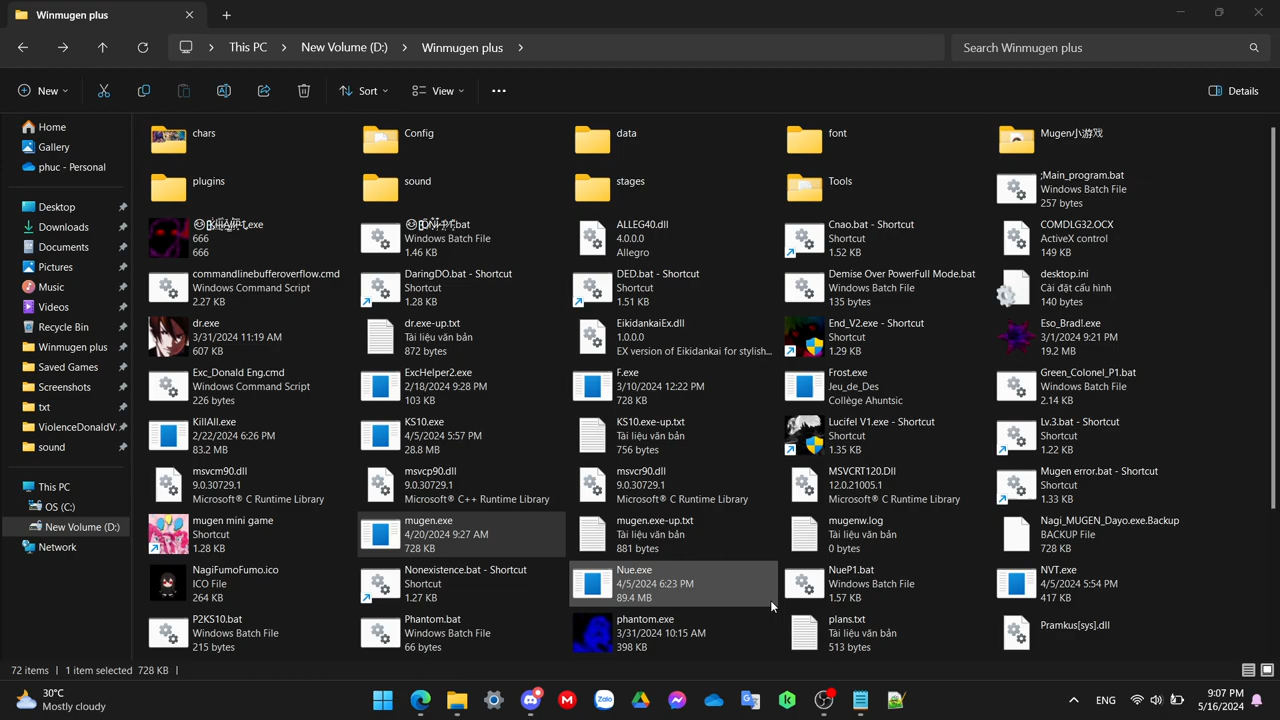 Winmugen plus
This PC
New Volume (D:)
Winmugen plus
Search Winmugen plus
New
Sort
View
Details
Home
Gallery
phuc - Personal
Desktop
Downloads
Documents
Pictures
Music
Videos
Recycle Bin
Winmugen plus
Saved Games
Screenshots
txt
ViolenceDonaldV.
sound
This PC
OS (C:)
New Volume (D:)
Network
chars
Config
data
font
Mugen小游戏
plugins
sound
stages
Tools
;Main_program.bat
Windows Batch File
257 bytes
.exe
666
666
.bat
Windows Batch File
1.46 KB
ALLEG40.dll
4.0.0.0
Allegro
Cnao.bat - Shortcut
Shortcut
1.52 KB
COMDLG32.OCX
ActiveX control
149 KB
commandlinebufferoverflow.cmd
Windows Command Script
2.27 KB
DaringDO.bat - Shortcut
Shortcut
1.28 KB
DED.bat - Shortcut
Shortcut
1.51 KB
Demise Over PowerFull Mode.bat
Windows Batch File
135 bytes
desktop.ini
Cài đặt cấu hình
140 bytes
dr.exe
3/31/2024 11:19 AM
607 KB
dr.exe-up.txt
Tài liệu văn bản
872 bytes
EikidankaiEx.dll
1.0.0.0
EX version of Eikidankai for stylish...
End_V2.exe - Shortcut
Shortcut
1.29 KB
Eso_Bradl.exe
3/1/2024 9:21 PM
19.2 MB
Exc_Donald Eng.cmd
Windows Command Script
226 bytes
ExcHelper2.exe
2/18/2024 9:28 PM
103 KB
F.exe
3/10/2024 12:22 PM
728 KB
Frost.exe
Jeu_de_Des
Collège Ahuntsic
Green_Colonel_P1.bat
Windows Batch File
2.14 KB
KillAll.exe
2/22/2024 6:26 PM
83.2 MB
KS10.exe
4/5/2024 5:57 PM
28.8 MB
KS10.exe-up.txt
Tài liệu văn bản
756 bytes
Lucifel V1.exe - Shortcut
Shortcut
1.35 KB
Lv.3.bat - Shortcut
Shortcut
1.22 KB
msvcm90.dll
9.0.30729.1
Microsoft® C Runtime Library
msvcp90.dll
9.0.30729.1
Microsoft® C++ Runtime Library
msvcr90.dll
9.0.30729.1
Microsoft® C Runtime Library
MSVCRT120.Dll
12.0.21005.1
Microsoft® C Runtime Library
Mugen error.bat - Shortcut
Shortcut
1.33 KB
mugen mini game
Shortcut
1.28 KB
mugen.exe
4/20/2024 9:27 AM
728 KB
mugen.exe-up.txt
Tài liệu văn bản
881 bytes
mugenw.log
Tài liệu văn bản
0 bytes
Nagi_MUGEN_Dayo.exe.Backup
BACKUP File
728 KB
NagiFumoFumo.ico
ICO File
264 KB
Nonexistence.bat - Shortcut
Shortcut
1.27 KB
Nue.exe
4/5/2024 6:23 PM
89.4 MB
NueP1.bat
Windows Batch File
1.57 KB
NVT.exe
4/5/2024 5:54 PM
417 KB
P2KS10.bat
Windows Batch File
215 bytes
Phantom.bat
Windows Batch File
66 bytes
phantom.exe
3/31/2024 10:15 AM
398 KB
plans.txt
Tài liệu văn bản
513 bytes
Pramkus[sys].dll
72 items
1 item selected 728 KB
30°C
Mostly cloudy
Zalo
ENG
9:07 PM
5/16/2024